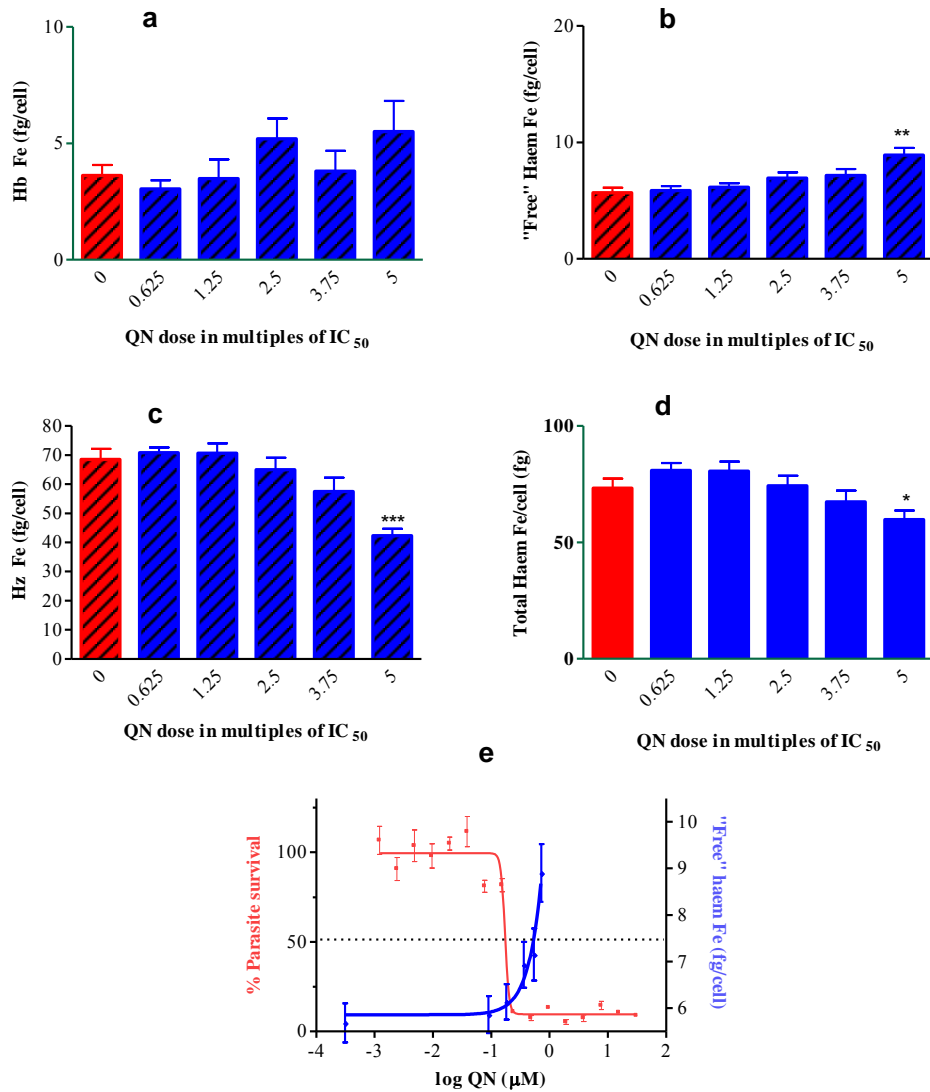 a
Hb Fe (fg/cell)
10
5
0
0 0.625 1.25 2.5 3.75 5
QN dose in multiples of IC 50
b
"Free" Haem Fe (fg/cell)
20
10
0
**
0 0.625 1.25 2.5 3.75 5
QN dose in multiples of IC 50
c
Hz Fe (fg/cell)
80
70
60
50
40
30
20
10
0
***
0 0.625 1.25 2.5 3.75 5
QN dose in multiples of IC 50
d
Total Haem Fe/cell (fg)
100
50
0
*
0 0.625 1.25 2.5 3.75 5
QN dose in multiples of IC 50
e
% Parasite survival
100
50
0
"Free" haem Fe (fg/cell)
10
9
8
7
6
-4 -3 -2 -1 0 1 2
log QN (μM)